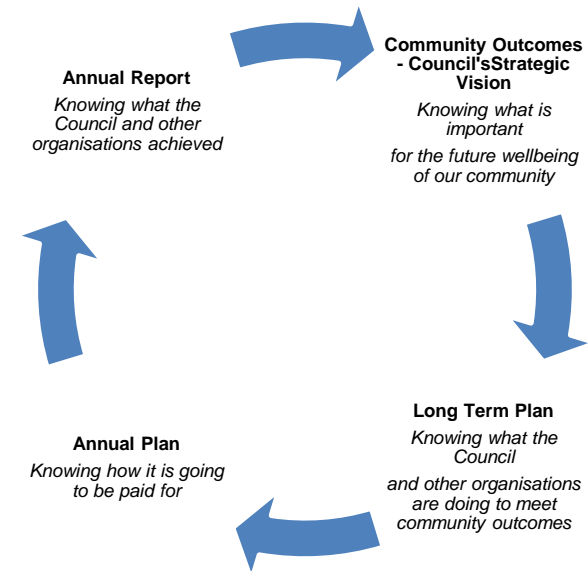 Annual Report
Knowing what the
Council and other
organisations achieved
Community Outcomes
- Council'sStrategic
Vision
Knowing what is
important
for the future wellbeing
of our community
Long Term Plan
Knowing what the
Council
and other organisations
are doing to meet
community outcomes
Annual Plan
Knowing how it is going
to be paid for